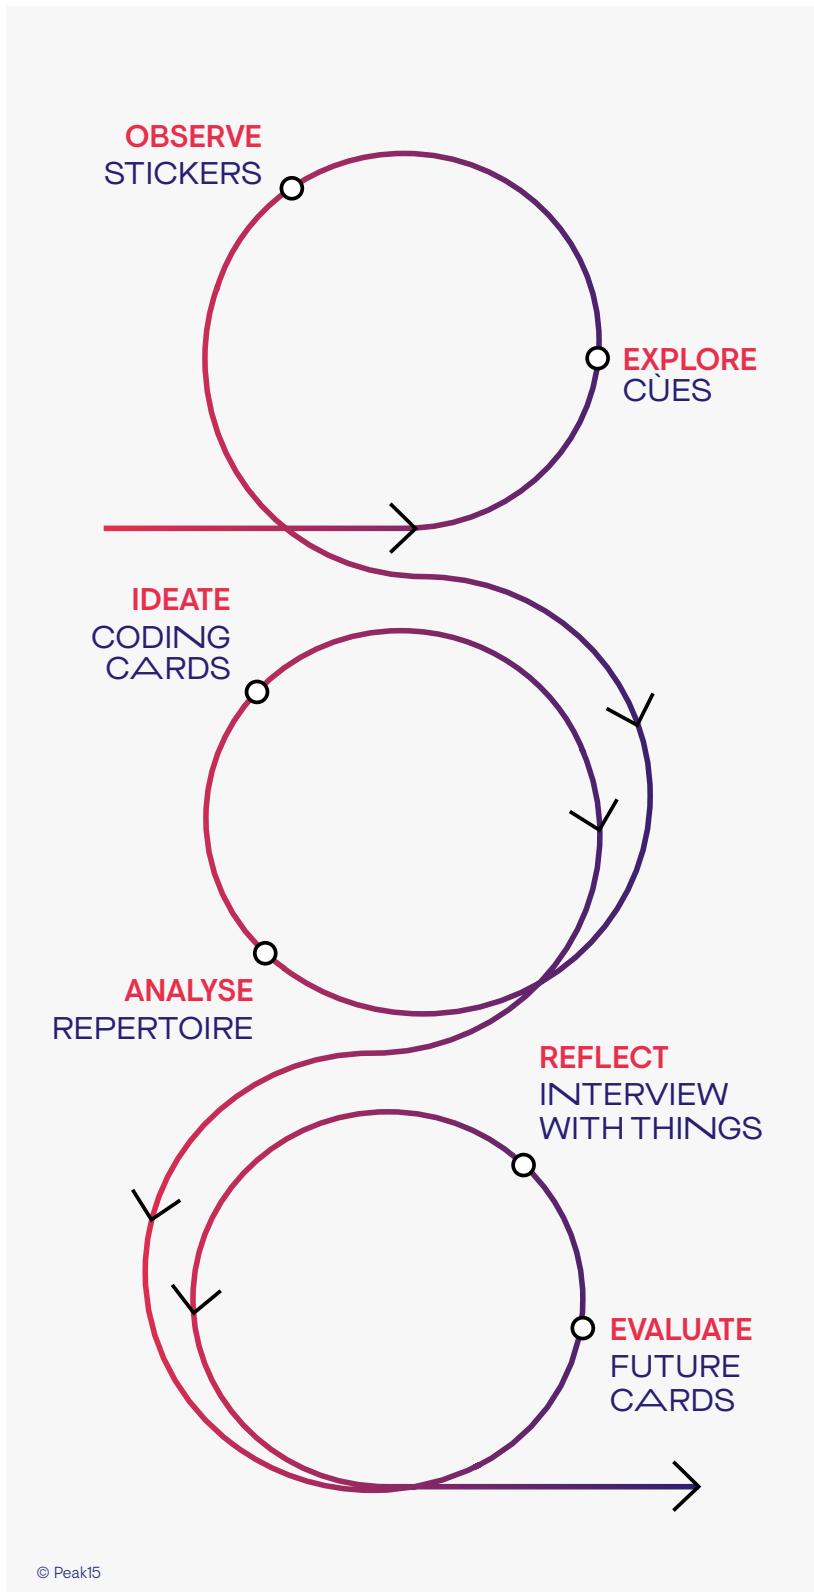 OBSERVE
STICKERS
EXPLORE
CÙES
IDEATE
CODING
CARDS
ANALYSE
REPERTOIRE
REFLECT
INTERVIEW
WITH THINGS
EVALUATE
FUTURE
CARDS
© Peak15